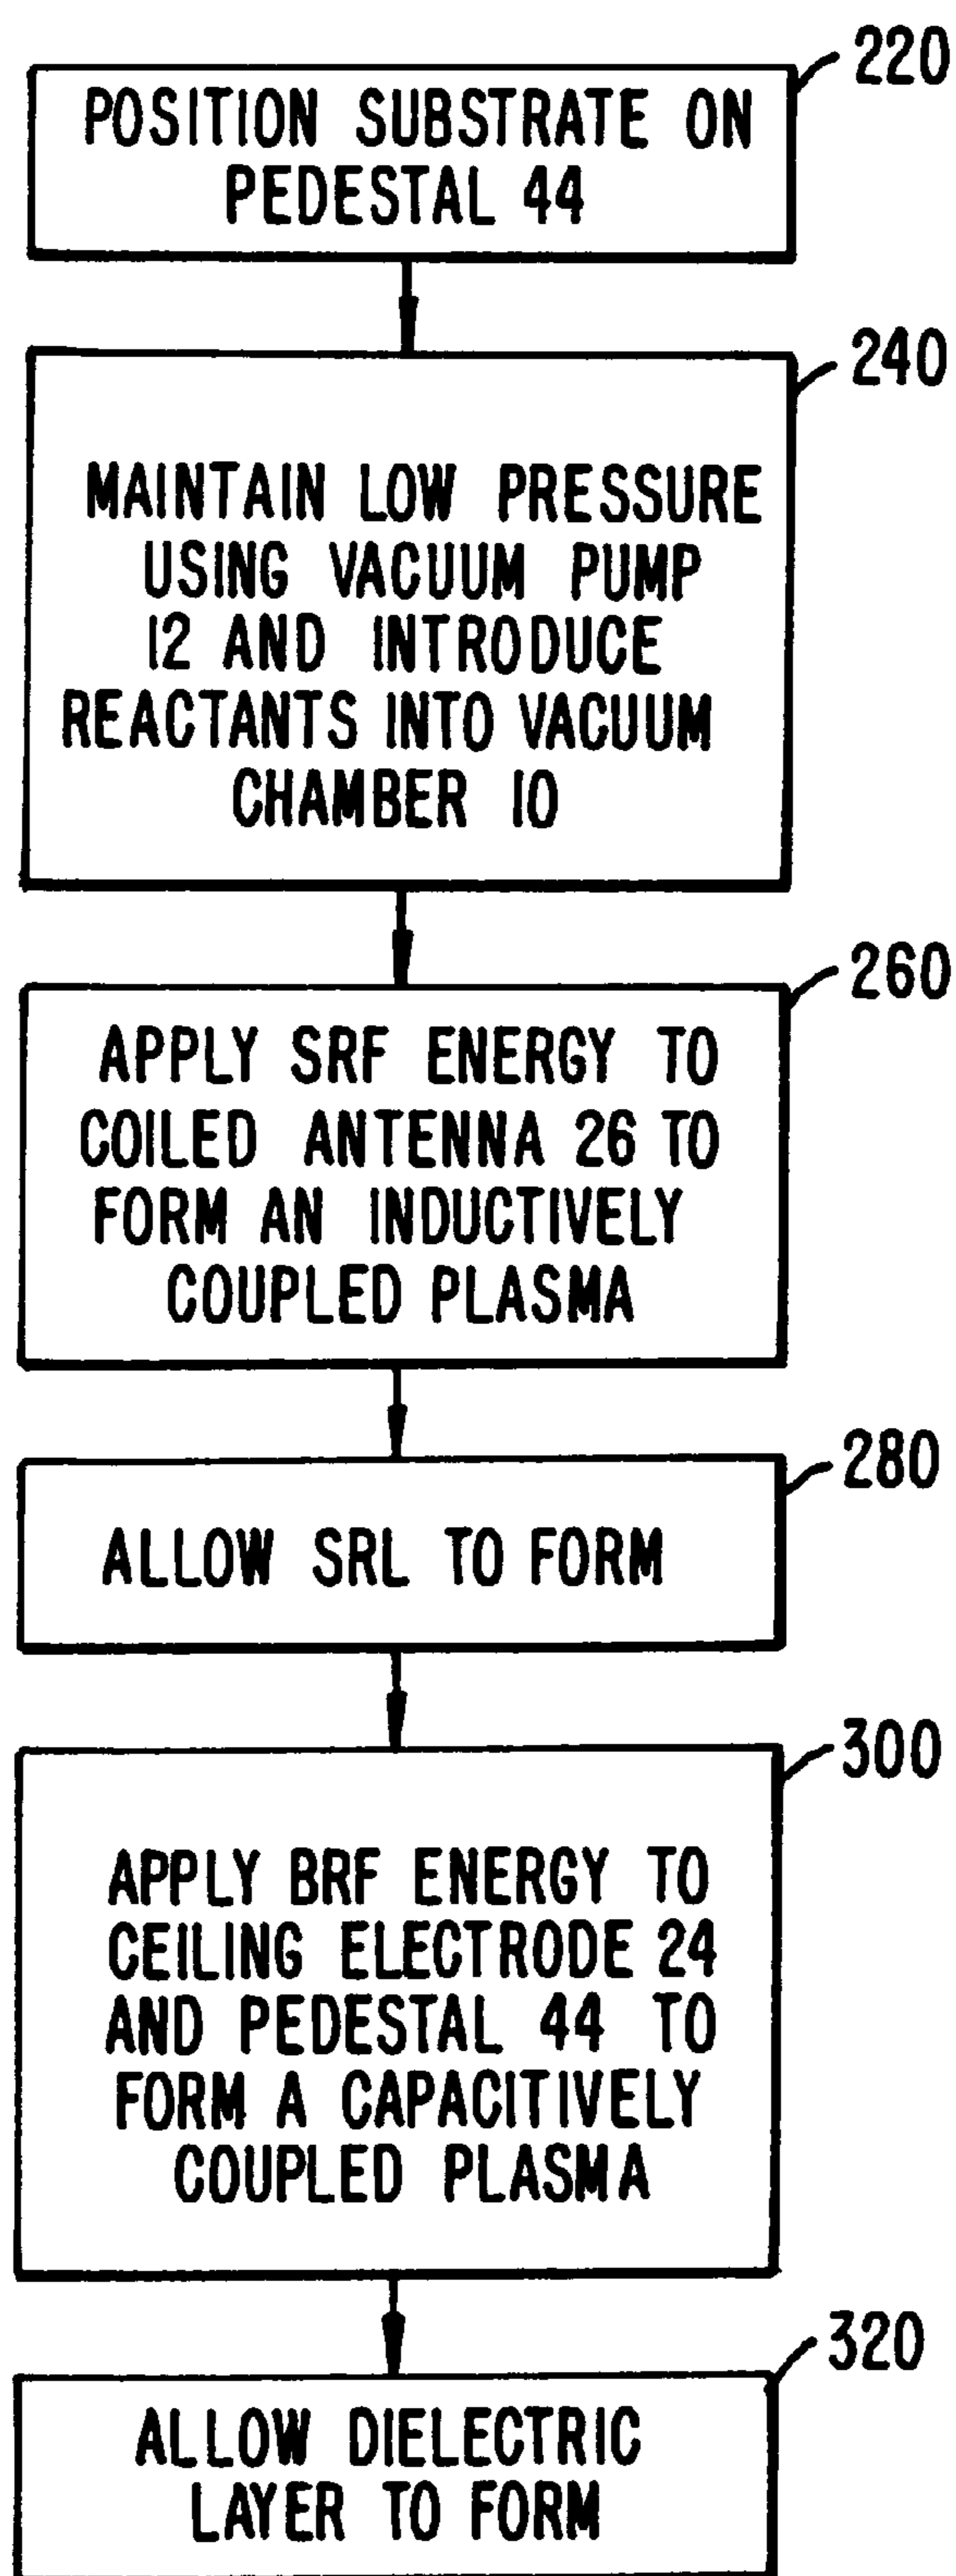 220
POSITION SUBSTRATE ON
PEDESTAL 44
240
MAINTAIN LOW PRESSURE
USING VACUUM PUMP
12 AND INTRODUCE
REACTANTS INTO VACUUM
CHAMBER 10
260
APPLY SRF ENERGY TO
COILED ANTENNA 26 TO
FORM AN INDUCTIVELY
COUPLED PLASMA
280
ALLOW SRL TO FORM
300
APPLY BRF ENERGY TO
CEILING ELECTRODE 24
AND PEDESTAL 44 TO
FORM A CAPACITIVELY
COUPLED PLASMA
320
ALLOW DIELECTRIC
LAYER TO FORM